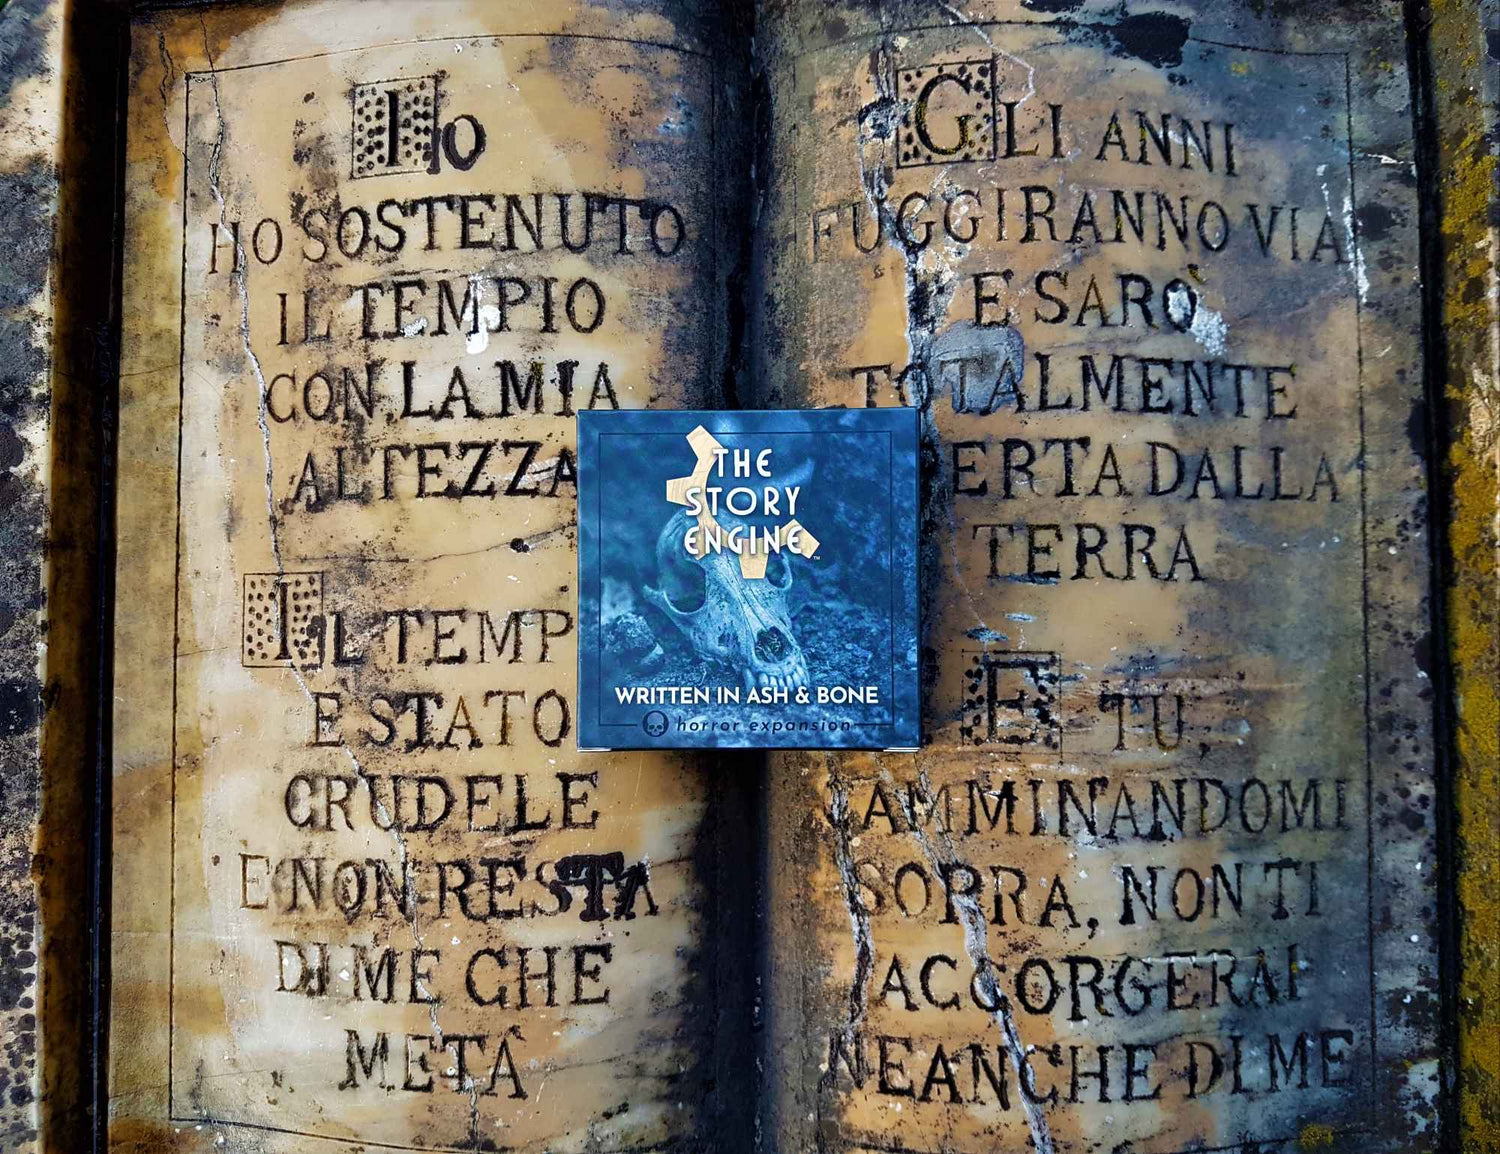 Io
HO SOSTENUTO
IL TEMPIO
CON LA MIA
ALTEZZA
IL TEMP
E STATO
CRUDELE
E NON RESTA
DI ME CHE
METÀ
GLI ANNI
FUGGIRANNO VIA
E SARÒ
TOTALMENTE
ERTA DALLA
TERRA
E TU,
AMMINANDOMI
SOPRA, NON TI
ACCORGERAI
NEANCHE DI ME
THE
STORY
ENGINE™
WRITTEN IN ASH & BONE
horror expansion